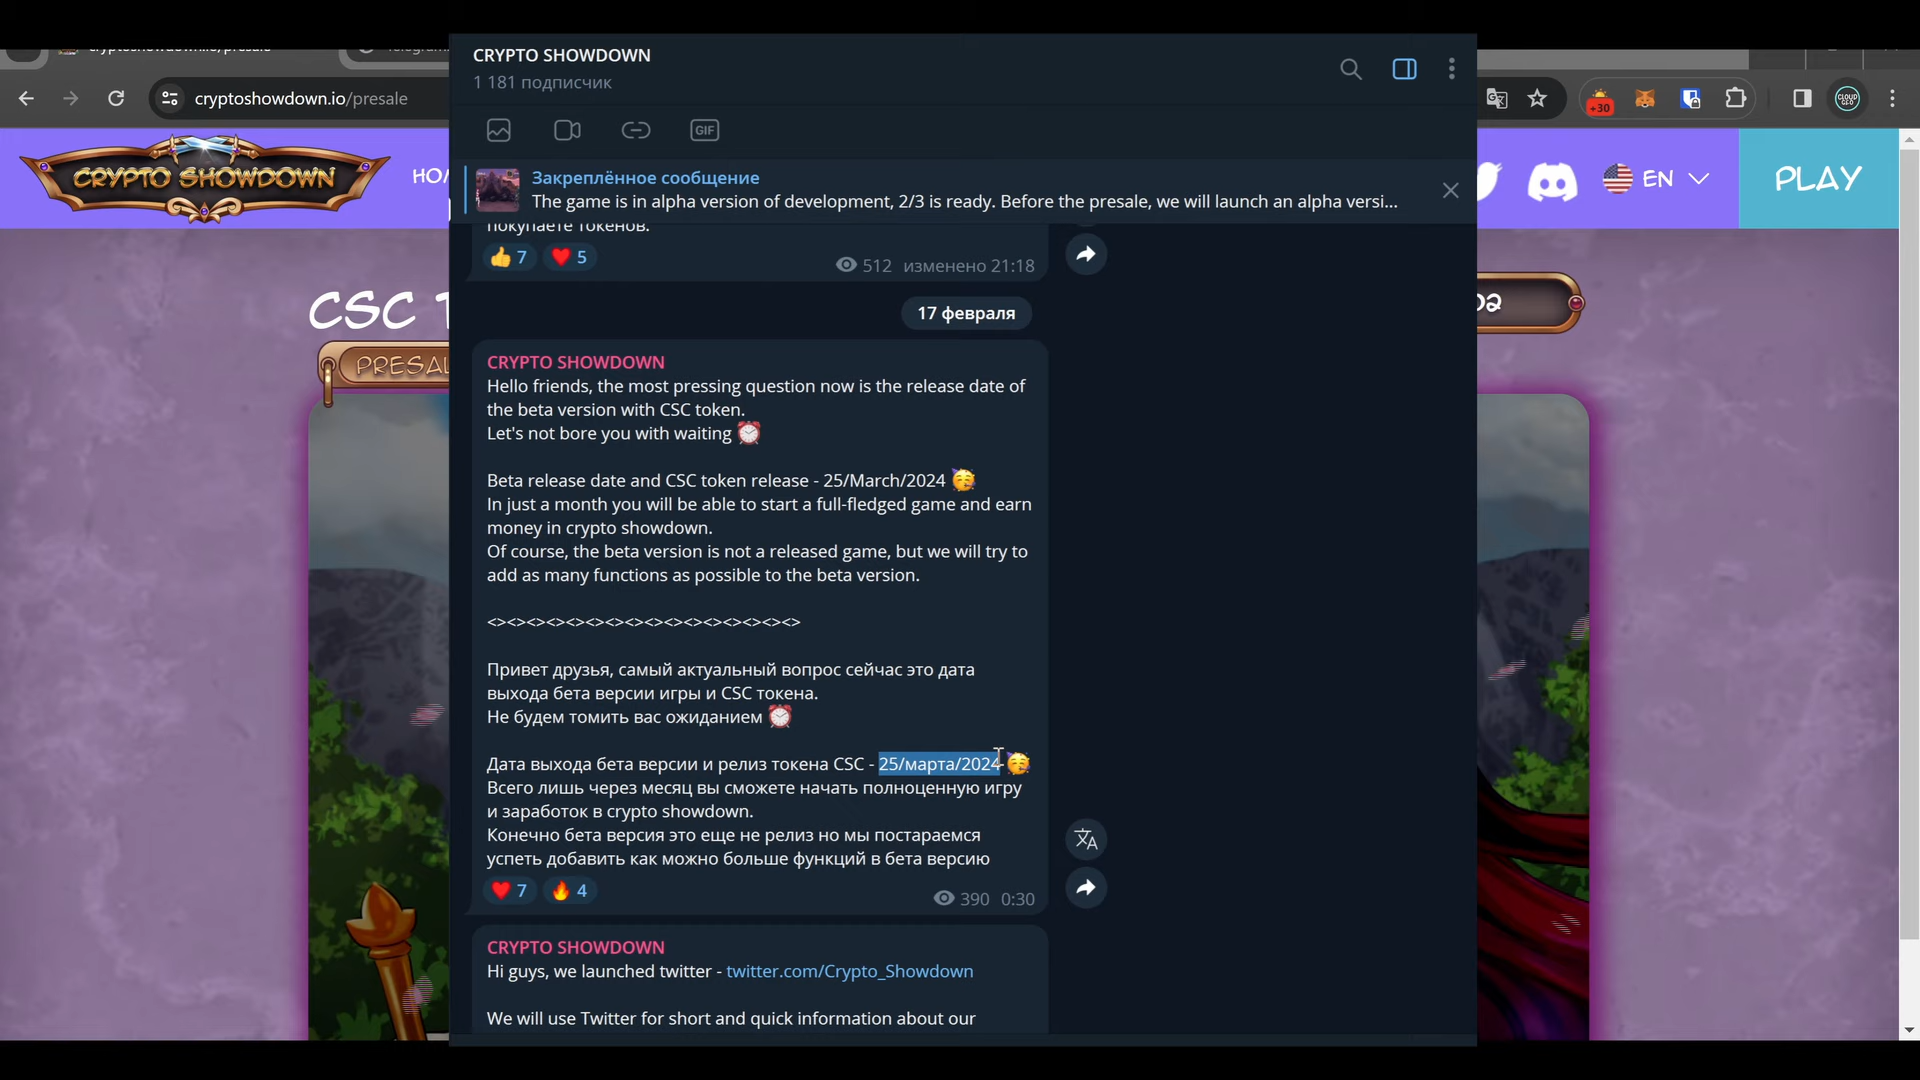 cryptoshowdown.io/presale
CRYPTO SHOWDOWN
1 181 подписчик
cryptoshowdown.io/presale
+30
CLOUD
GIF
CRYPTO SHOWDOWN
Закреплённое сообщение
The game is in alpha version of development, 2/3 is ready. Before the presale, we will launch an alpha versi...
EN
PLAY
покупаете токенов.
👍 7 ❤️ 5
512 изменено 21:18
17 февраля
CSC
PRESAL
CRYPTO SHOWDOWN
Hello friends, the most pressing question now is the release date of
the beta version with CSC token.
Let's not bore you with waiting ⏰
Beta release date and CSC token release - 25/March/2024 🥳
In just a month you will be able to start a full-fledged game and earn
money in crypto showdown.
Of course, the beta version is not a released game, but we will try to
add as many functions as possible to the beta version.
<><><><><><><><><><><><><><><><>
Привет друзья, самый актуальный вопрос сейчас это дата
выхода бета версии игры и CSC токена.
Не будем томить вас ожиданием ⏰
Дата выхода бета версии и релиз токена CSC - 25/марта/2024 🥳
Всего лишь через месяц вы сможете начать полноценную игру
и заработок в crypto showdown.
Конечно бета версия это еще не релиз но мы постараемся
успеть добавить как можно больше функций в бета версию
❤️ 7 🔥 4
390 0:30
CRYPTO SHOWDOWN
Hi guys, we launched twitter - twitter.com/Crypto_Showdown
We will use Twitter for short and quick information about our